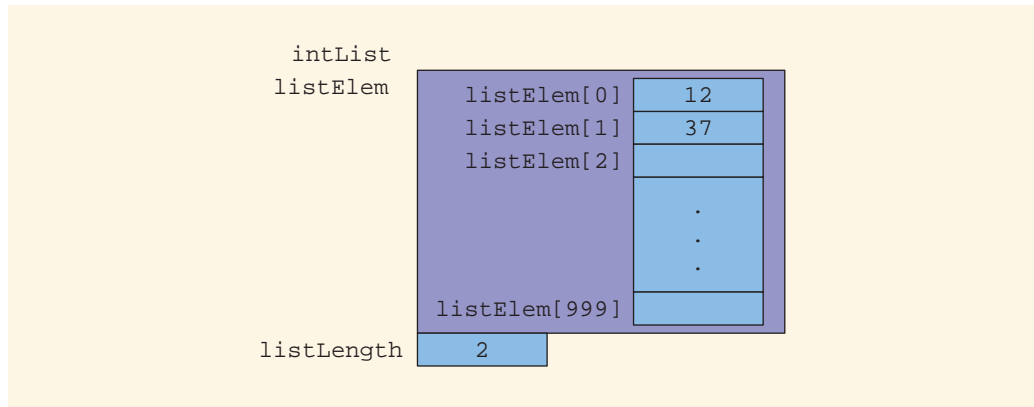 intList
listElem
listElem[0] 12
listElem[1] 37
listElem[2]
.
.
.
listElem[999]
listLength 2